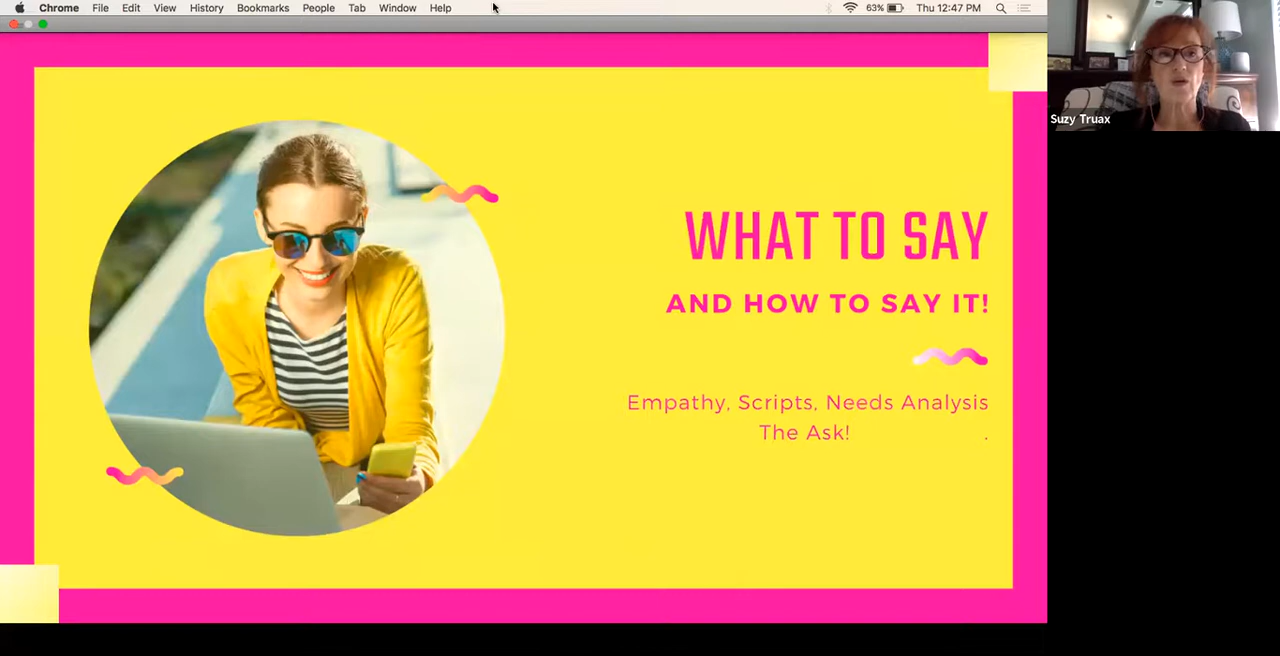 Chrome File Edit View History Bookmarks People Tab Window Help 63% Thu 12:47 PM
Suzy Truax
WHAT TO SAY
AND HOW TO SAY IT!
Empathy, Scripts, Needs Analysis
The Ask! .